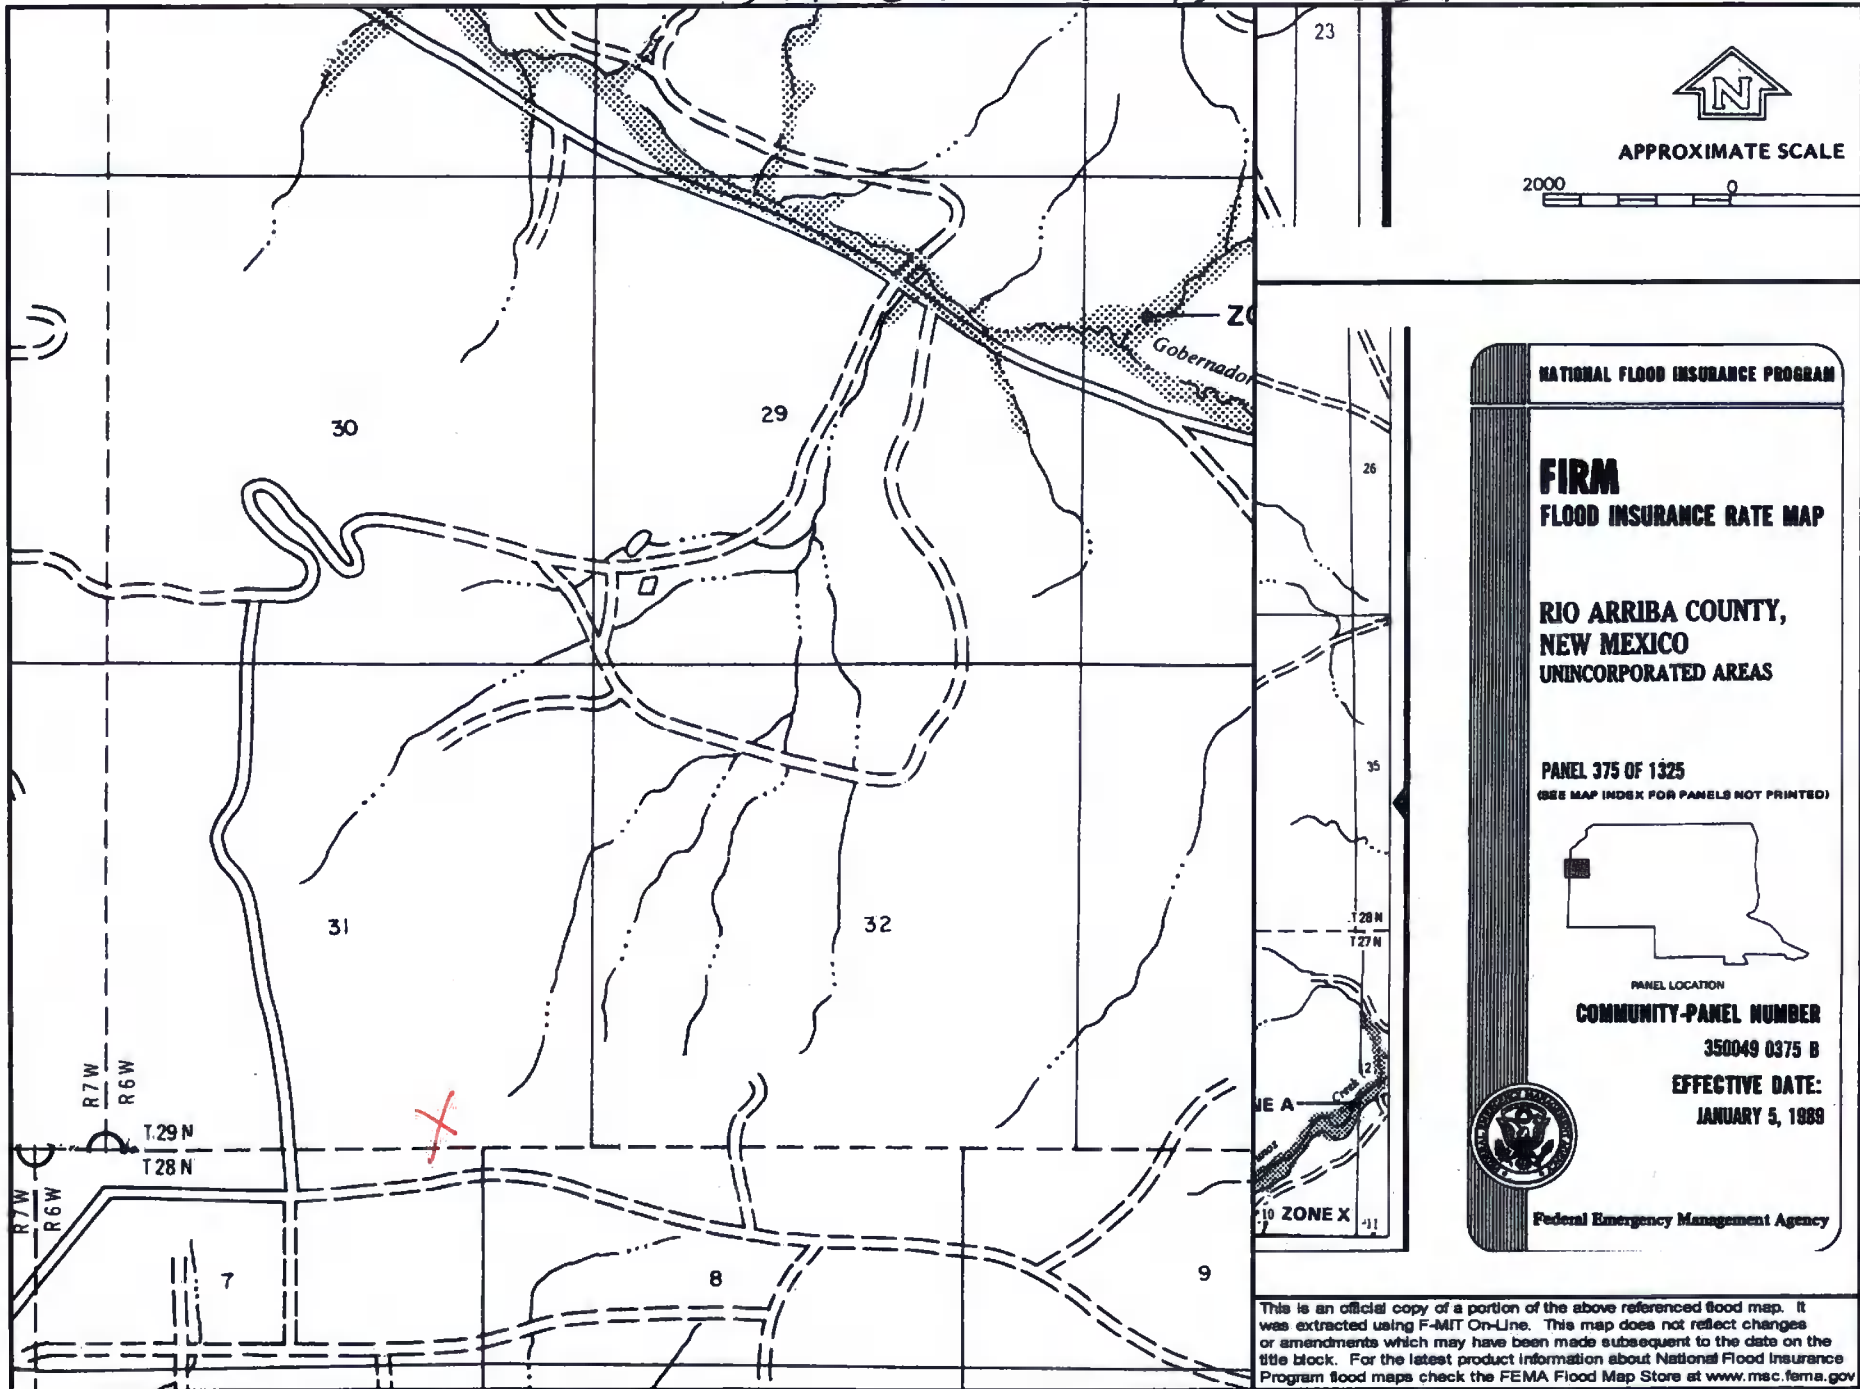 23
N
APPROXIMATE SCALE
2000 0
Gobernador
30
29
26
31
32
35
T28N
T27N
R7W
R6W
T.29 N
T28N
R7W
R6W
7
8
9
12
NE A
Creek
10 ZONE X 11
NATIONAL FLOOD INSURANCE PROGRAM
FIRM
FLOOD INSURANCE RATE MAP
RIO ARRIBA COUNTY,
NEW MEXICO
UNINCORPORATED AREAS
PANEL 375 OF 1325
(SEE MAP INDEX FOR PANELS NOT PRINTED)
PANEL LOCATION
COMMUNITY-PANEL NUMBER
350049 0375 B
EFFECTIVE DATE:
JANUARY 5, 1989
Federal Emergency Management Agency
This is an official copy of a portion of the above referenced flood map. It
was extracted using F-MIT On-Line. This map does not reflect changes
or amendments which may have been made subsequent to the date on the
title block. For the latest product information about National Flood Insurance
Program flood maps check the FEMA Flood Map Store at www.msc.fema.gov